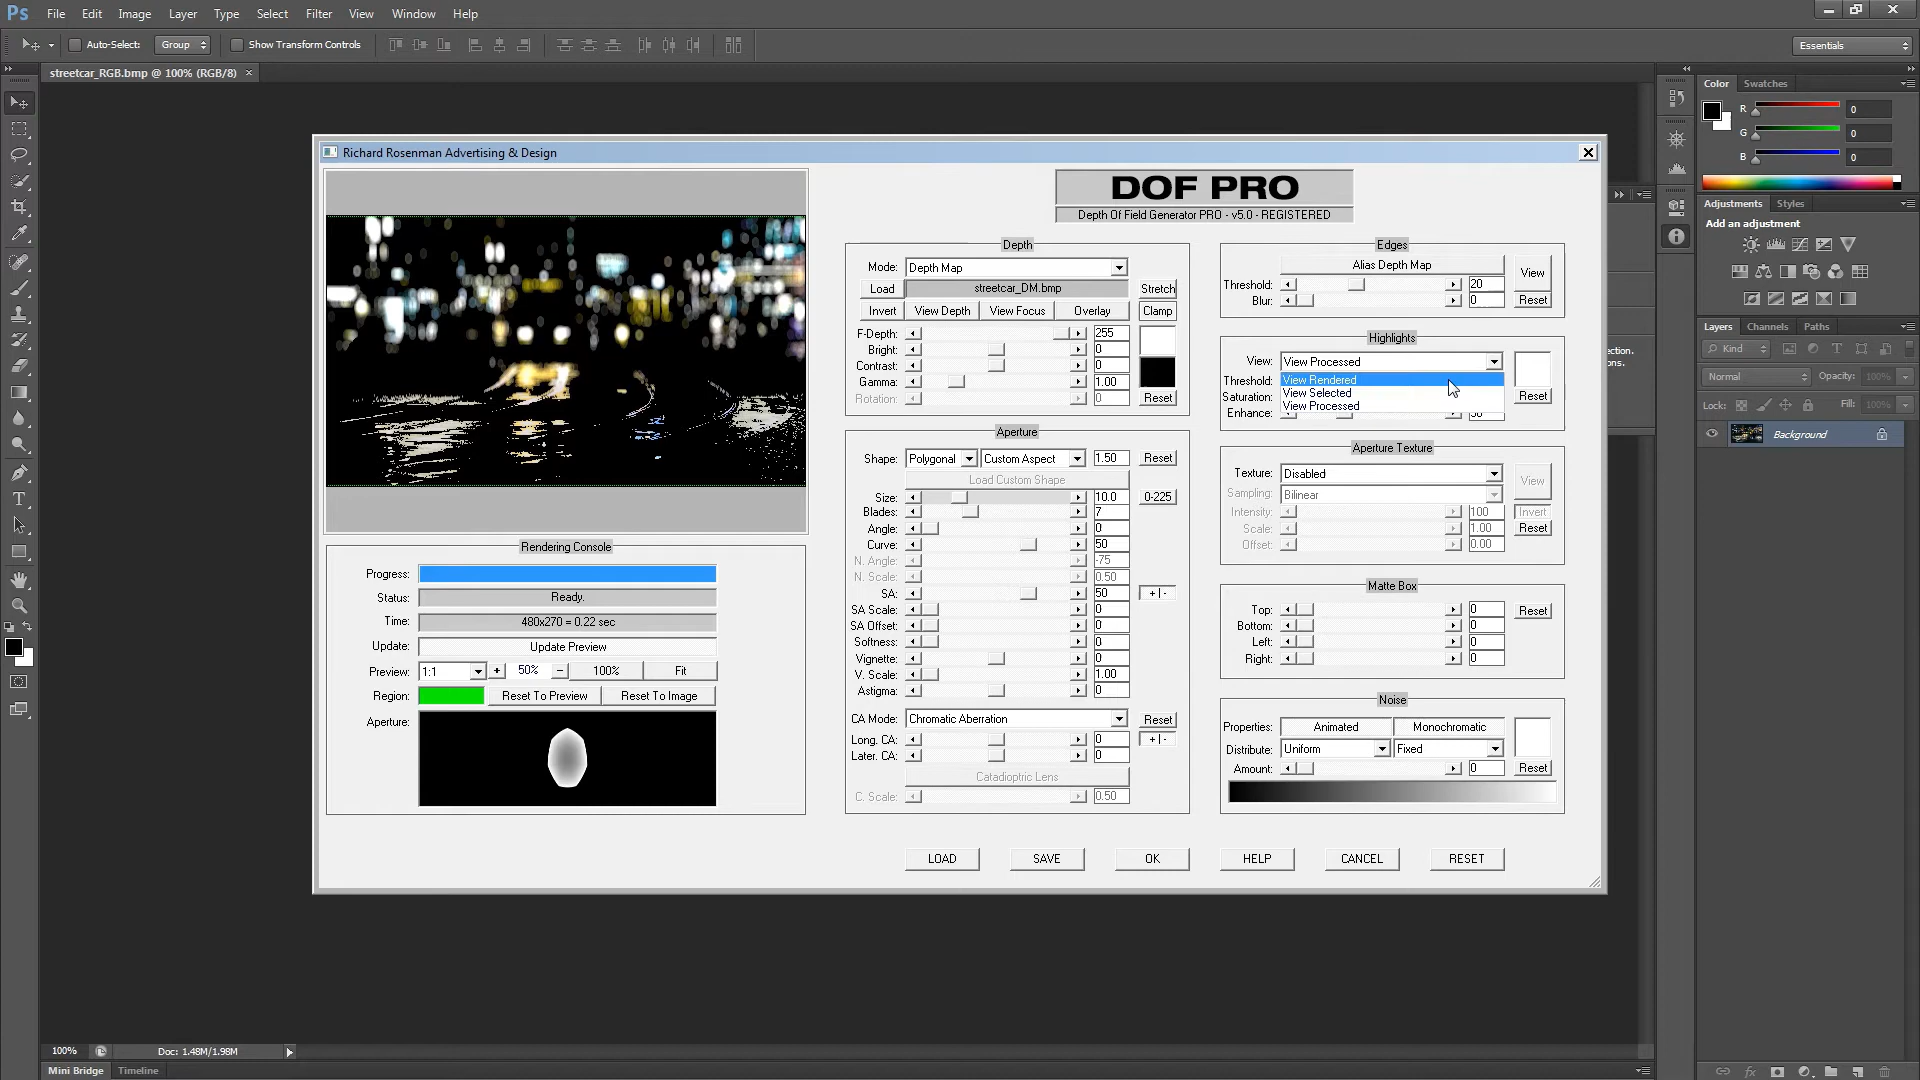 Ps File Edit Image Layer Type Select Filter View Window Help
Auto-Select: Group Show Transform Controls Essentials
streetcar_RGB.bmp @ 100% (RGB/8) ×
Richard Rosenman Advertising & Design
DOF PRO
Depth Of Field Generator PRO - v5.0 - REGISTERED
Depth
Mode: Depth Map
Load streetcar_DM.bmp Stretch
Invert View Depth View Focus Overlay Clamp
F-Depth: 255
Bright: 0
Contrast: 0
Gamma: 1.00
Rotation: 0 Reset
Aperture
Shape: Polygonal Custom Aspect 1.50 Reset
Load Custom Shape
Size: 10.0 0-225
Blades: 7
Angle: 0
Curve: 50
N. Angle: -75
N. Scale: 0.50
SA: 50 + | -
SA Scale: 0
SA Offset: 0
Softness: 0
Vignette: 0
V. Scale: 1.00
Astigma: 0
CA Mode: Chromatic Aberration Reset
Long. CA: 0 + | -
Later. CA: 0
Catadioptric Lens
C. Scale: 0.50
Edges
Alias Depth Map View
Threshold: 20
Blur: 0 Reset
Highlights
View: View Processed
View Rendered
View Selected
View Processed
Threshold:
Saturation: Reset
Enhance:
Aperture Texture
Texture: Disabled View
Sampling: Bilinear
Intensity: 100 Invert
Scale: 1.00 Reset
Offset: 0.00
Matte Box
Top: 0 Reset
Bottom: 0
Left: 0
Right: 0
Noise
Properties: Animated Monochromatic
Distribute: Uniform Fixed
Amount: 0 Reset
Rendering Console
Progress:
Status: Ready.
Time: 480x270 = 0.22 sec
Update: Update Preview
Preview: 1:1 + 50% − 100% Fit
Region: Reset To Preview Reset To Image
Aperture:
LOAD SAVE OK HELP CANCEL RESET
Color Swatches
R 0
G 0
B 0
Adjustments Styles
Add an adjustment
Layers Channels Paths
Kind
Normal Opacity: 100%
Lock: Fill: 100%
Background
100% Doc: 1.48M/1.98M
Mini Bridge Timeline